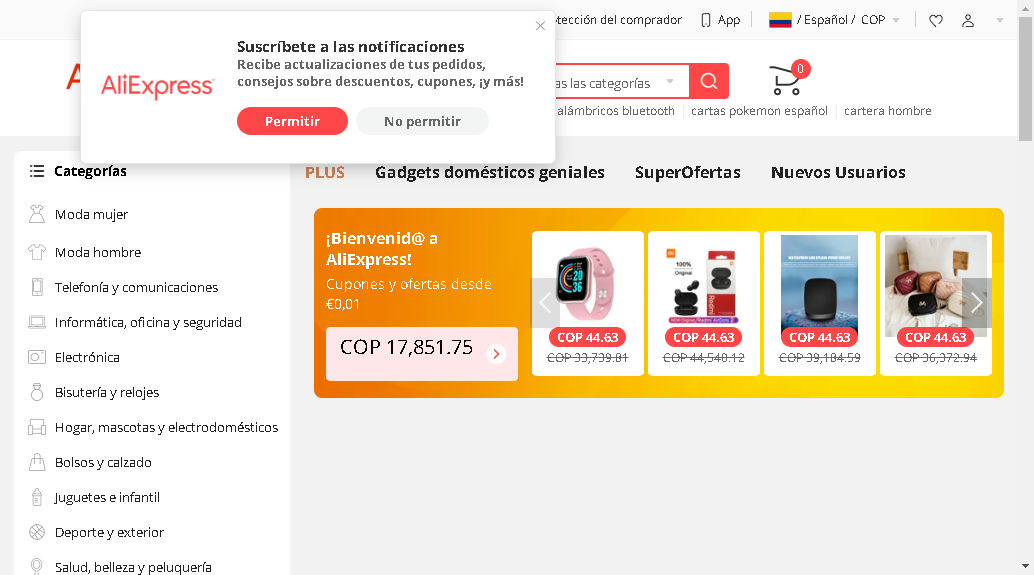 tección del comprador
App
/ Español / COP
Suscríbete a las notificaciones
Recibe actualizaciones de tus pedidos,
consejos sobre descuentos, cupones, ¡y más!
AliExpress
Permitir
No permitir
as las categorías
0
alámbricos bluetooth
cartas pokemon español
cartera hombre
Categorías
PLUS
Gadgets domésticos geniales
SuperOfertas
Nuevos Usuarios
Moda mujer
Moda hombre
Telefonía y comunicaciones
Informática, oficina y seguridad
Electrónica
Bisutería y relojes
Hogar, mascotas y electrodomésticos
Bolsos y calzado
Juguetes e infantil
Deporte y exterior
Salud, belleza y peluquería
¡Bienvenid@ a
AliExpress!
Cupones y ofertas desde
€0,01
COP 17,851.75
COP 44.63
COP 33,739.81
100%
Original
Redmi
COP 44.63
COP 44,540.12
COP 44.63
COP 39,184.59
COP 44.63
COP 36,372.94